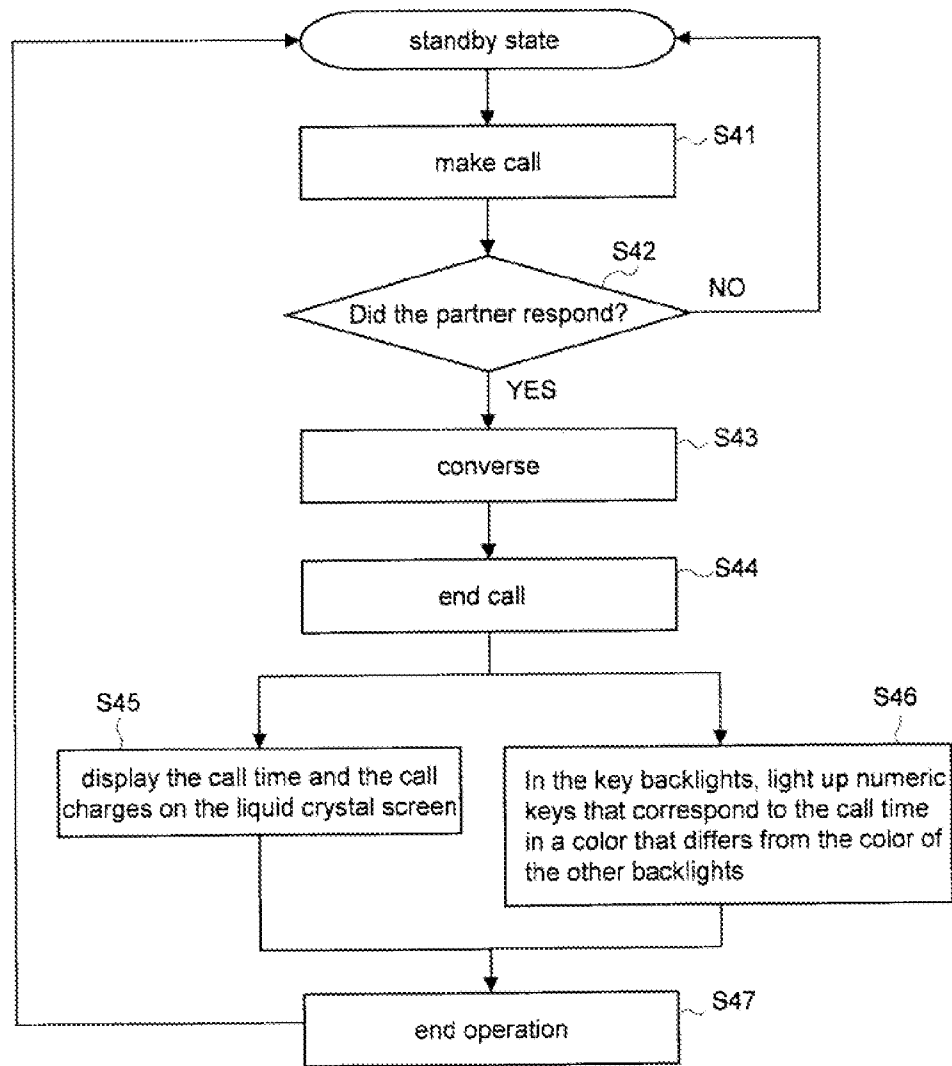 standby state
S41
make call
S42
Did the partner respond?
NO
YES
S43
converse
S44
end call
S45
display the call time and the call
charges on the liquid crystal screen
S46
In the key backlights, light up numeric
keys that correspond to the call time
in a color that differs from the color of
the other backlights
S47
end operation